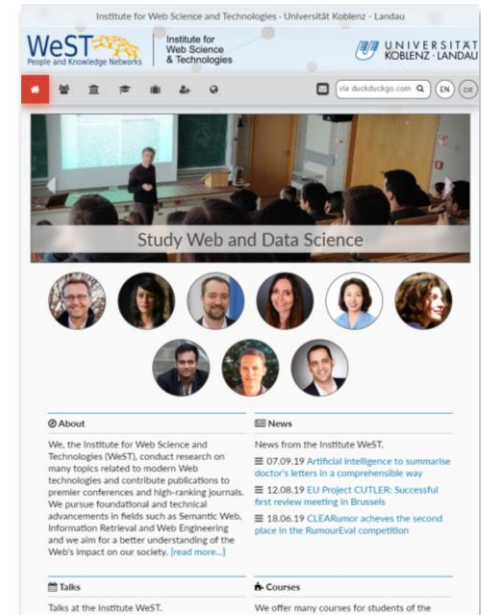 Institute for Web Science and Technologies - Universität Koblenz - Landau
WeST
People and Knowledge Networks
Institute for
Web Science
& Technologies
UNIVERSITÄT
KOBLENZ · LANDAU
via duckduckgo.com
EN
DE
Study Web and Data Science
About
We, the Institute for Web Science and
Technologies (WeST), conduct research on
many topics related to modern Web
technologies and contribute publications to
premier conferences and high-ranking journals.
We pursue foundational and technical
advancements in fields such as Semantic Web,
Information Retrieval and Web Engineering
and we aim for a better understanding of the
Web's impact on our society. [read more...]
News
News from the Institute WeST.
07.09.19 Artificial intelligence to summarise
doctor's letters in a comprehensible way
12.08.19 EU Project CUTLER: Successful
first review meeting in Brussels
18.06.19 CLEARumor acheves the second
place in the RumourEval competition
Talks
Talks at the Institute WeST.
Courses
We offer many courses for students of the